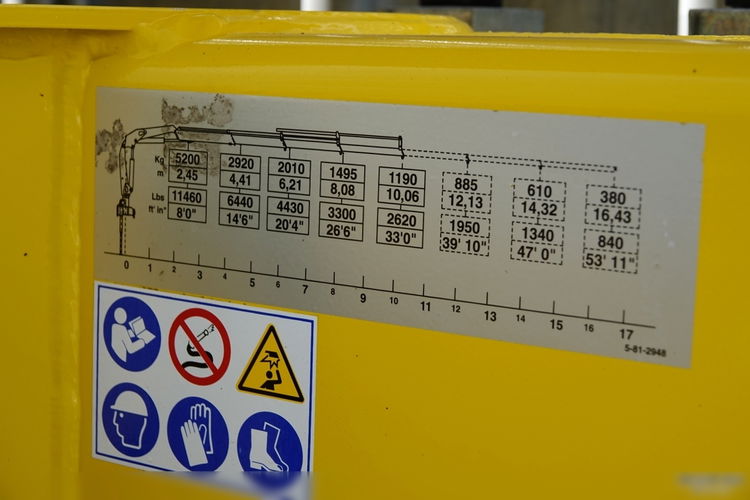 Kg 5200 2920 2010 1495 1190 885 610 380
m 2,45 4,41 6,21 8,08 10,06 12,13 14,32 16,43
Lbs 11460 6440 4430 3300 2620 1950 1340 840
ft' in" 8'0" 14'6" 20'4" 26'6" 33'0" 39' 10" 47' 0" 53' 11"
0 1 2 3 4 5 6 7 8 9 10 11 12 13 14 15 16 17
5-81-2948